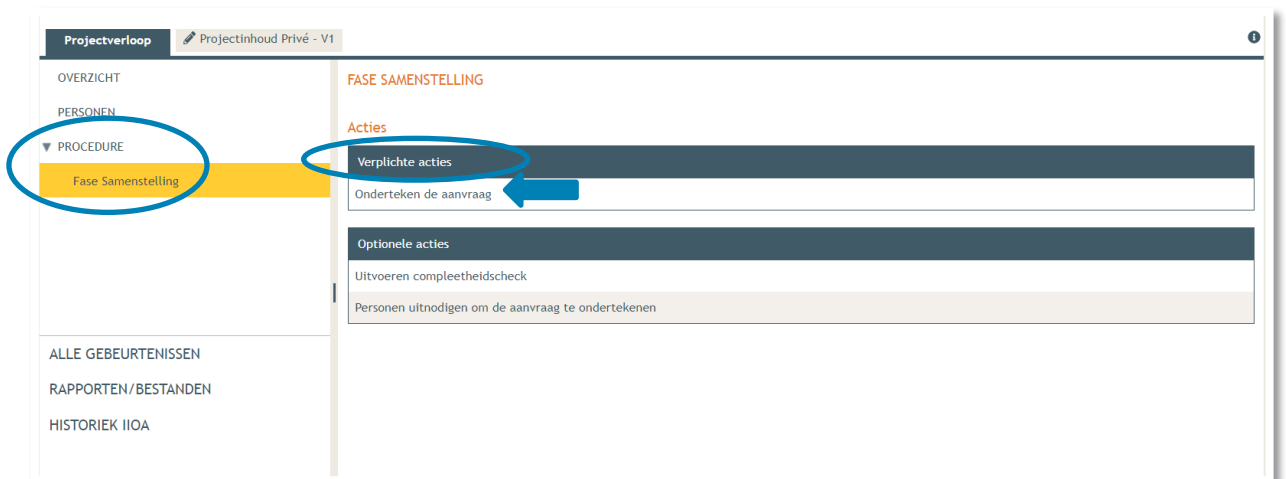 Projectverloop
Projectinhoud Privé - V1
OVERZICHT
PERSONEN
PROCEDURE
Fase Samenstelling
ALLE GEBEURTENISSEN
RAPPORTEN/BESTANDEN
HISTORIEK IIOA
FASE SAMENSTELLING
Acties
Verplichte acties
Onderteken de aanvraag
Optionele acties
Uitvoeren compleetheidscheck
Personen uitnodigen om de aanvraag te ondertekenen